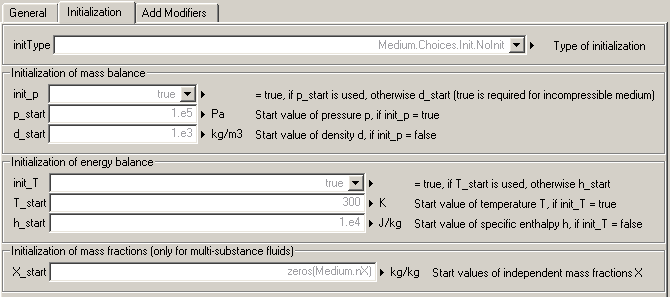 General Initialization Add Modifiers
initType Medium.Choices.Init.NoInit Type of initialization
Initialization of mass balance
init_p true = true, if p_start is used, otherwise d_start (true is required for incompressible medium)
p_start 1.e5 Pa Start value of pressure p, if init_p = true
d_start 1.e3 kg/m3 Start value of density d, if init_p = false
Initialization of energy balance
init_T true = true, if T_start is used, otherwise h_start
T_start 300 K Start value of temperature T, if init_T = true
h_start 1.e4 J/kg Start value of specific enthalpy h, if init_T = false
Initialization of mass fractions (only for multi-substance fluids)
X_start zeros(Medium.nX) kg/kg Start values of independent mass fractions X